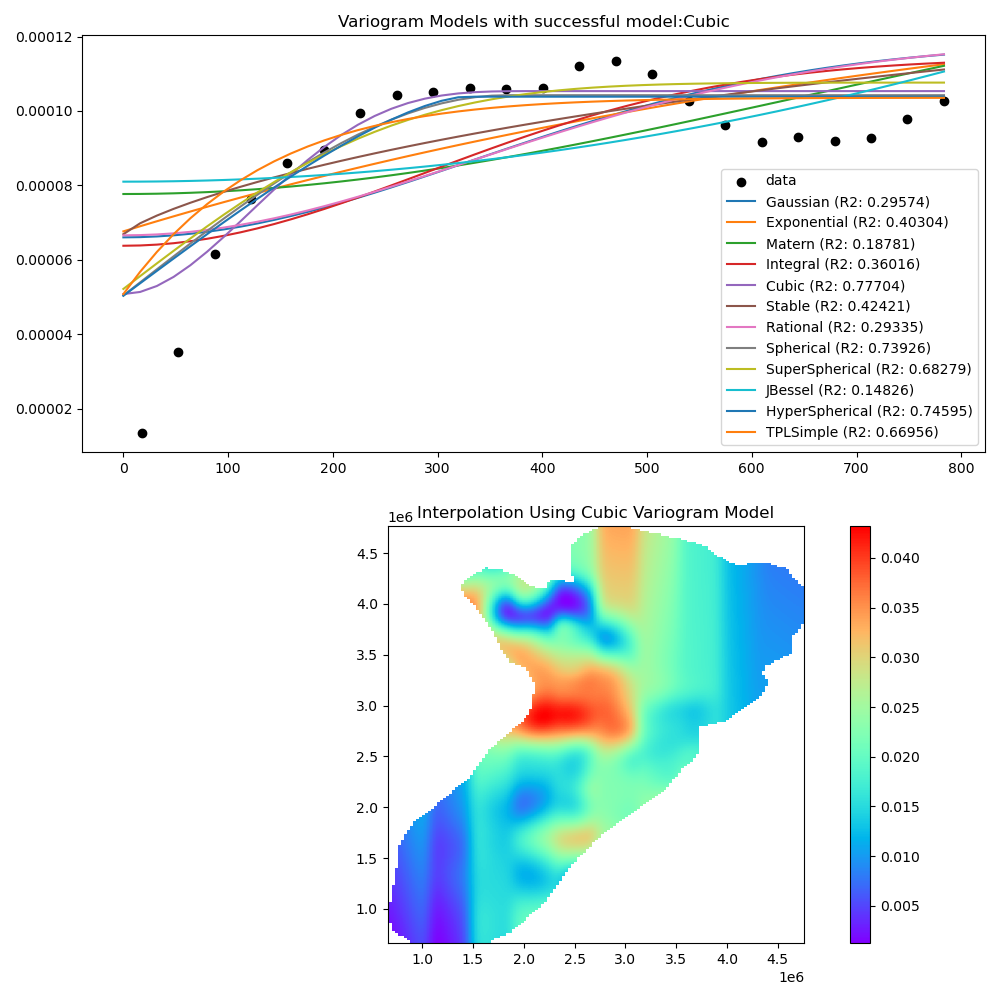 Variogram Models with successful model:Cubic
0.00012
0.00010
0.00008
0.00006
0.00004
0.00002
data
Gaussian (R2: 0.29574)
Exponential (R2: 0.40304)
Matern (R2: 0.18781)
Integral (R2: 0.36016)
Cubic (R2: 0.77704)
Stable (R2: 0.42421)
Rational (R2: 0.29335)
Spherical (R2: 0.73926)
SuperSpherical (R2: 0.68279)
JBessel (R2: 0.14826)
HyperSpherical (R2: 0.74595)
TPLSimple (R2: 0.66956)
0 100 200 300 400 500 600 700 800
1e6 Interpolation Using Cubic Variogram Model
4.5
4.0
3.5
3.0
2.5
2.0
1.5
1.0
1.0 1.5 2.0 2.5 3.0 3.5 4.0 4.5
1e6
0.040
0.035
0.030
0.025
0.020
0.015
0.010
0.005